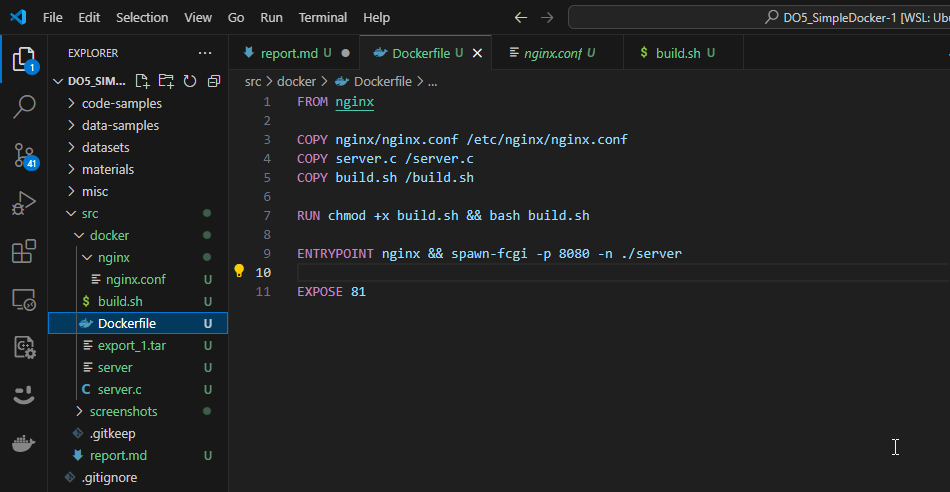 File Edit Selection View Go Run Terminal Help
DO5_SimpleDocker-1 [WSL: Ubu
EXPLORER
report.md U
Dockerfile U
nginx.conf U
$ build.sh U
DO5_SIM...
src > docker > Dockerfile > ...
code-samples
data-samples
datasets
materials
misc
src
docker
nginx
nginx.conf U
$ build.sh U
Dockerfile U
export_1.tar U
server U
C server.c U
screenshots
.gitkeep
report.md U
.gitignore
1
41
1 FROM nginx
2
3 COPY nginx/nginx.conf /etc/nginx/nginx.conf
4 COPY server.c /server.c
5 COPY build.sh /build.sh
6
7 RUN chmod +x build.sh && bash build.sh
8
9 ENTRYPOINT nginx && spawn-fcgi -p 8080 -n ./server
10
11 EXPOSE 81